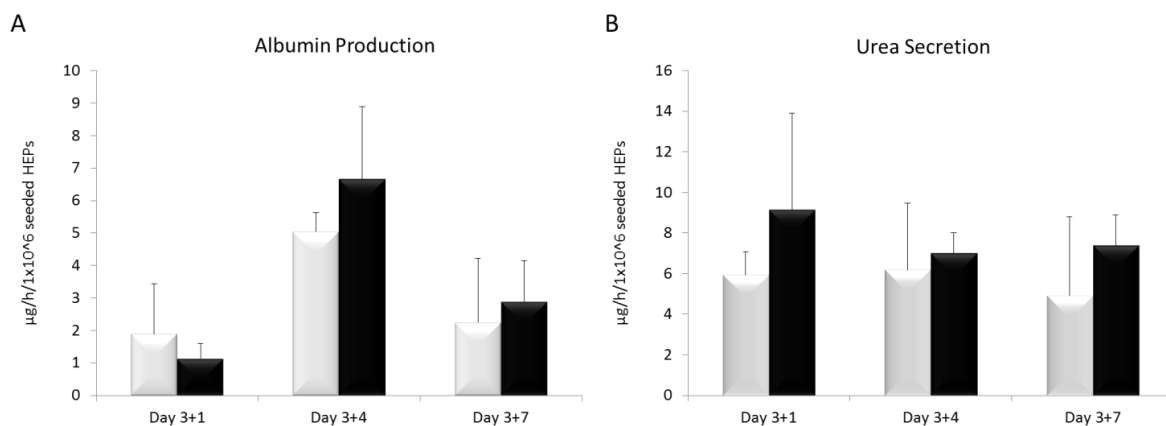 A
Albumin Production
µg/h/1x10^6 seeded HEPs
10
9
8
7
6
5
4
3
2
1
0
Day 3+1
Day 3+4
Day 3+7
B
Urea Secretion
µg/h/1x10^6 seeded HEPs
16
14
12
10
8
6
4
2
0
Day 3+1
Day 3+4
Day 3+7